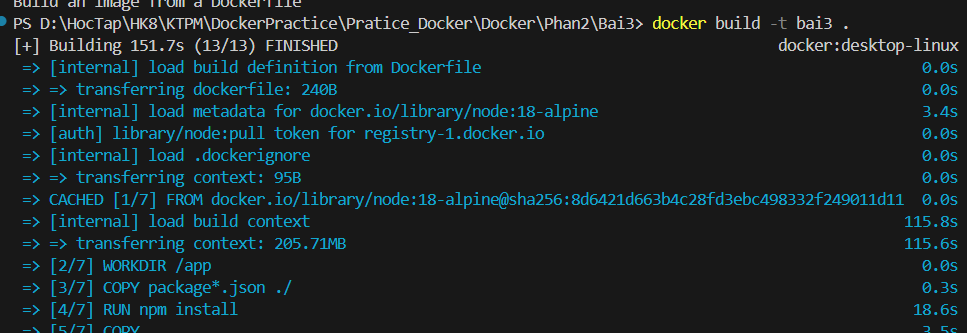 Build an image from a Dockerfile
PS D:\HocTap\HK8\KTPM\DockerPractice\Pratice_Docker\Docker\Phan2\Bai3> docker build -t bai3 .
[+] Building 151.7s (13/13) FINISHED docker:desktop-linux
=> [internal] load build definition from Dockerfile 0.0s
=> => transferring dockerfile: 240B 0.0s
=> [internal] load metadata for docker.io/library/node:18-alpine 3.4s
=> [auth] library/node:pull token for registry-1.docker.io 0.0s
=> [internal] load .dockerignore 0.0s
=> => transferring context: 95B 0.0s
=> CACHED [1/7] FROM docker.io/library/node:18-alpine@sha256:8d6421d663b4c28fd3ebc498332f249011d11 0.0s
=> [internal] load build context 115.8s
=> => transferring context: 205.71MB 115.6s
=> [2/7] WORKDIR /app 0.0s
=> [3/7] COPY package*.json ./ 0.3s
=> [4/7] RUN npm install 18.6s
=> [5/7] COPY 3.5s